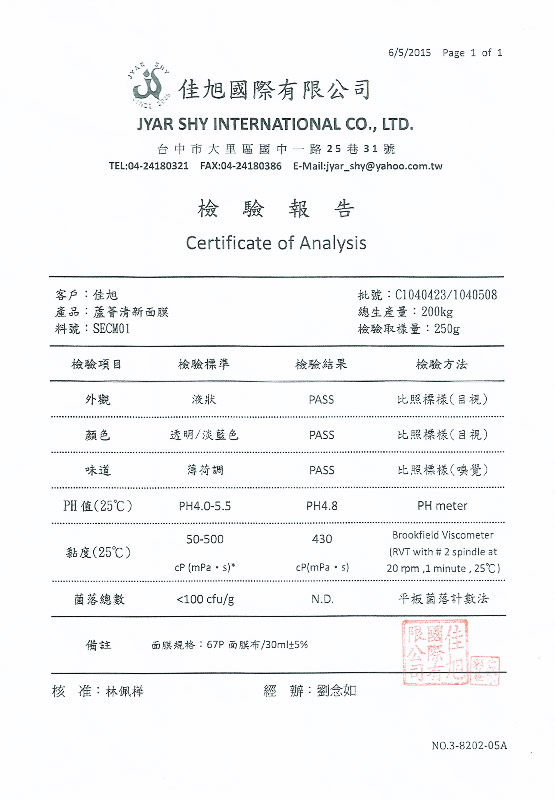 6/5/2015 Page 1 of 1
JYAR SHY
SINCE 2006
佳旭國際有限公司
JYAR SHY INTERNATIONAL CO., LTD.
台中市大里區國中一路25巷31號
TEL:04-24180321 FAX:04-24180386 E-Mail:jyar_shy@yahoo.com.tw
檢驗報告
Certificate of Analysis
客戶：佳旭 批號：C1040423/1040508
產品：蘆薈清新面膜 總生產量：200kg
料號：SECM01 檢驗取樣量：250g
檢驗項目 檢驗標準 檢驗結果 檢驗方法
外觀 液狀 PASS 比照標樣(目視)
顏色 透明/淡藍色 PASS 比照標樣(目視)
味道 薄荷調 PASS 比照標樣(嗅覺)
PH值(25℃) PH4.0-5.5 PH4.8 PH meter
黏度(25℃) 50-500 cP (mPa・s)* 430 cP(mPa・s) Brookfield Viscometer
(RVT with # 2 spindle at
20 rpm ,1 minute , 25℃)
菌落總數 <100 cfu/g N.D. 平板菌落計數法
備註 面膜規格：67P 面膜布/30ml±5%
佳旭國際有限公司
核 准：林佩樺 經 辦：劉念如
NO.3-8202-05A